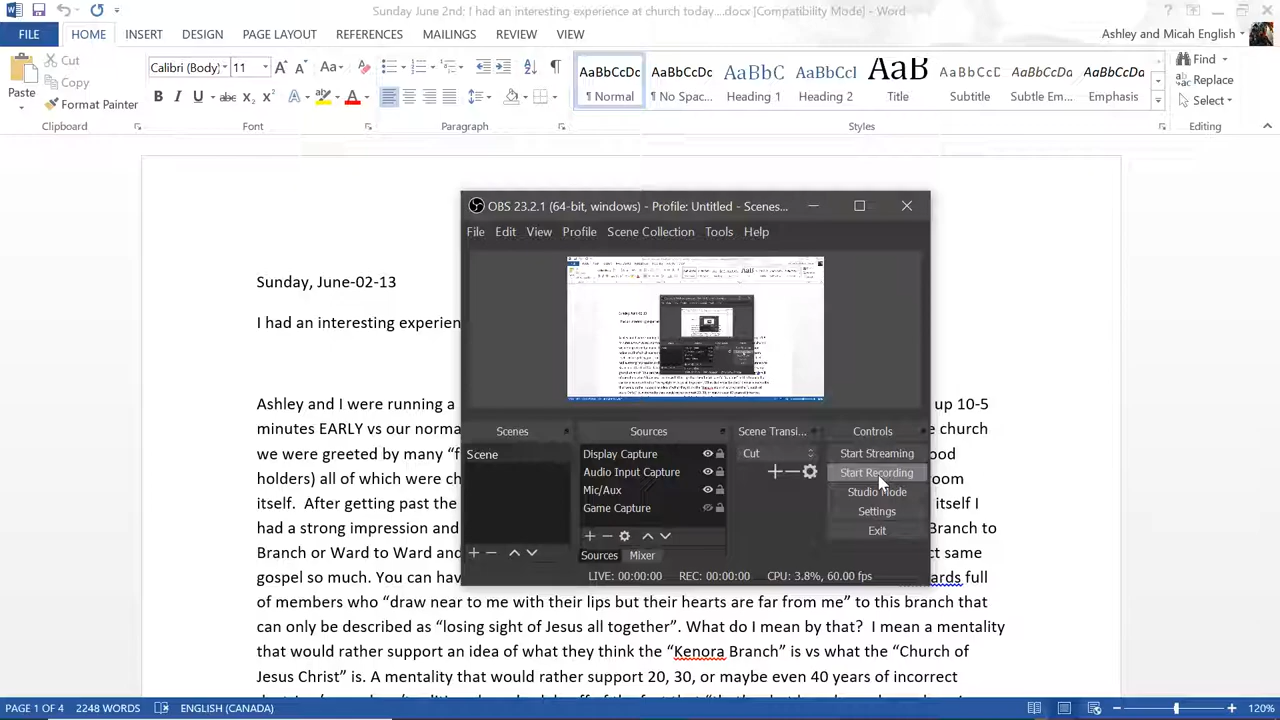 Sunday June 2nd; I had an interesting experience at church today....docx [Compatibility Mode] - Word
FILE HOME INSERT DESIGN PAGE LAYOUT REFERENCES MAILINGS REVIEW VIEW Ashley and Micah English
Cut
Copy
Format Painter
Paste
Calibri (Body) 11
AaBbCcDc AaBbCcDc AaBbC AaBbCcI AaB AaBbCcD AaBbCcDc AaBbCcDc
¶ Normal ¶ No Spac... Heading 1 Heading 2 Title Subtitle Subtle Em... Emphasis
Find
Replace
Select
Clipboard Font Paragraph Styles Editing
OBS 23.2.1 (64-bit, windows) - Profile: Untitled - Scenes...
File Edit View Profile Scene Collection Tools Help
Scenes Sources Scene Transi... Controls
Scene
Display Capture
Audio Input Capture
Mic/Aux
Game Capture
Sources Mixer
Cut
Start Streaming
Start Recording
Studio Mode
Settings
Exit
LIVE: 00:00:00 REC: 00:00:00 CPU: 3.8%, 60.00 fps
Sunday, June-02-13
I had an interesting experien
Ashley and I were running a up 10-5
minutes EARLY vs our norma church
we were greeted by many “f ood
holders) all of which were ch oom
itself. After getting past the itself I
had a strong impression and Branch to
Branch or Ward to Ward and ct same
gospel so much. You can hav ards full
of members who “draw near to me with their lips but their hearts are far from me” to this branch that
can only be described as “losing sight of Jesus all together”. What do I mean by that? I mean a mentality
that would rather support an idea of what they think the “Kenora Branch” is vs what the “Church of
Jesus Christ” is. A mentality that would rather support 20, 30, or maybe even 40 years of incorrect
PAGE 1 OF 4 2248 WORDS ENGLISH (CANADA) 120%